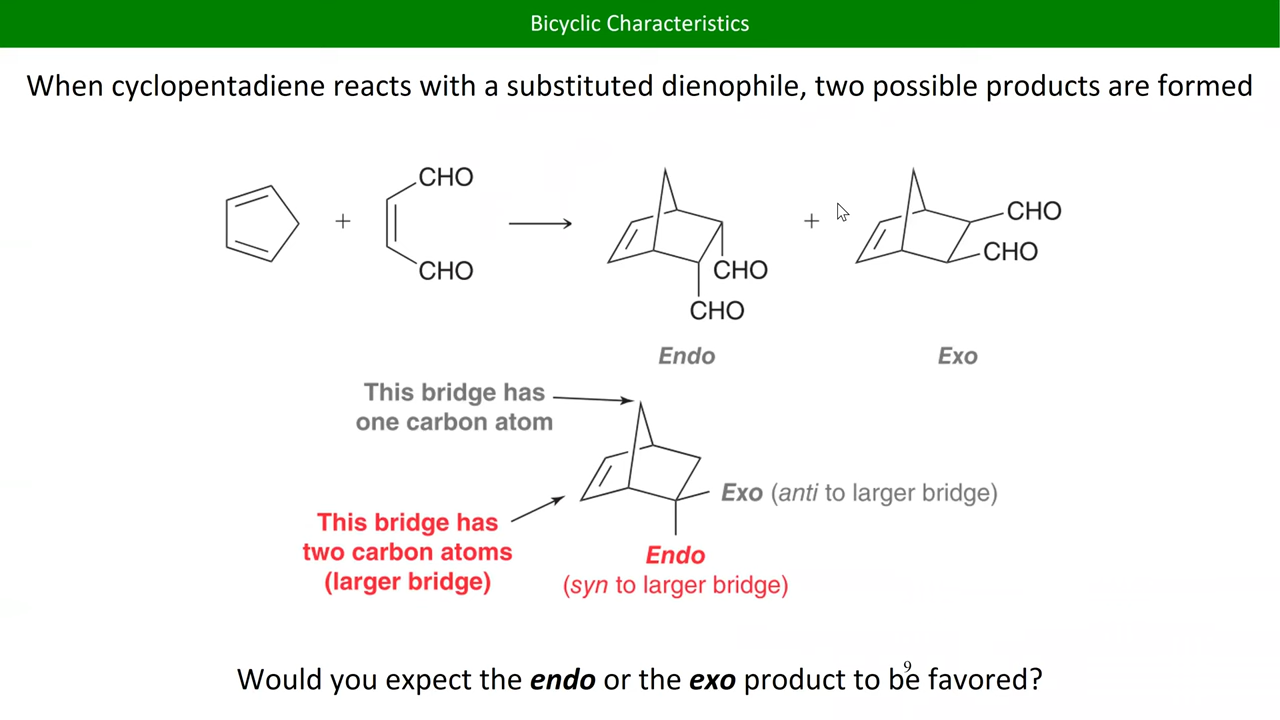 Bicyclic Characteristics
When cyclopentadiene reacts with a substituted dienophile, two possible products are formed
CHO
+
CHO
CHO
CHO
+
CHO
CHO
Endo
Exo
This bridge has
one carbon atom
Exo (anti to larger bridge)
This bridge has
two carbon atoms
(larger bridge)
Endo
(syn to larger bridge)
9
Would you expect the endo or the exo product to be favored?